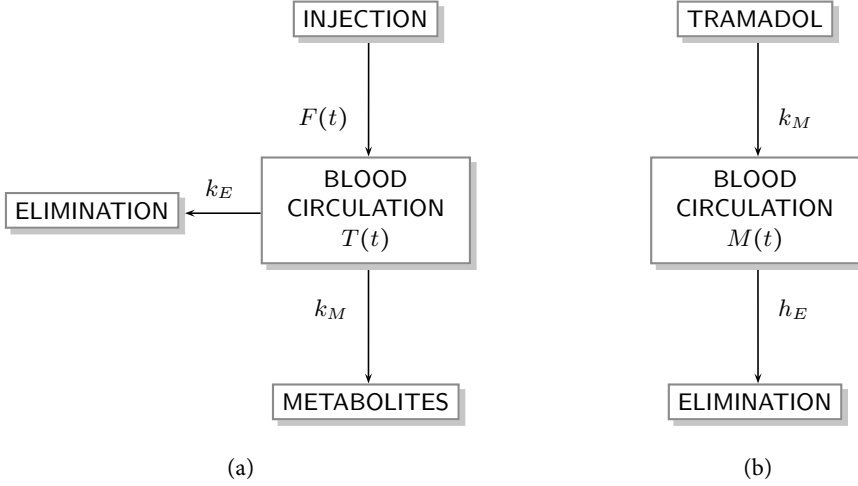 INJECTION
F(t)
BLOOD
CIRCULATION
T(t)
k_E
ELIMINATION
k_M
METABOLITES
(a)
TRAMADOL
k_M
BLOOD
CIRCULATION
M(t)
h_E
ELIMINATION
(b)